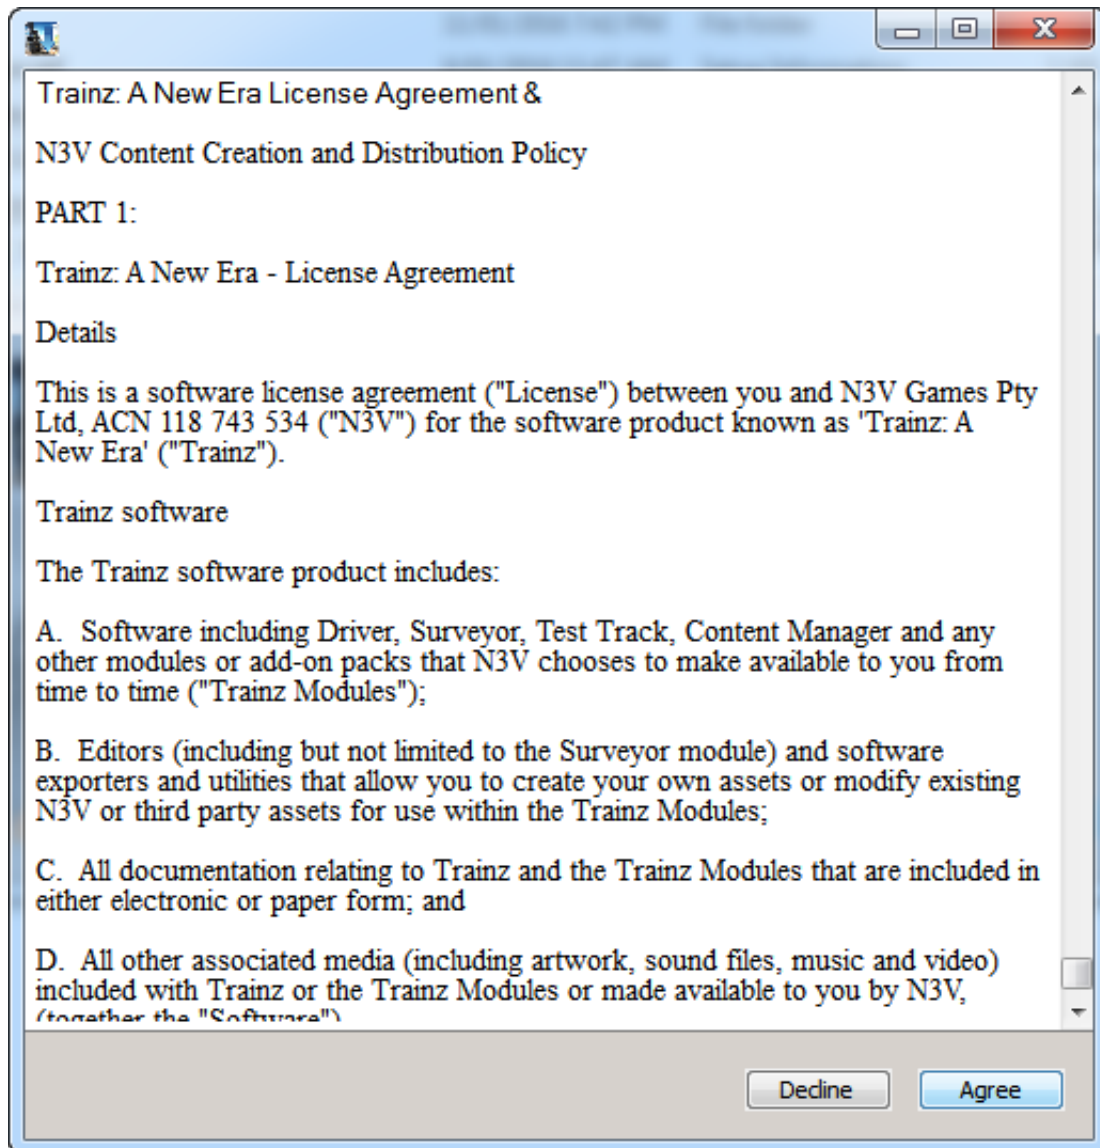 Trainz: A New Era License Agreement &
N3V Content Creation and Distribution Policy
PART 1:
Trainz: A New Era - License Agreement
Details
This is a software license agreement ("License") between you and N3V Games Pty
Ltd, ACN 118 743 534 ("N3V") for the software product known as 'Trainz: A
New Era' ("Trainz").
Trainz software
The Trainz software product includes:
A.  Software including Driver, Surveyor, Test Track, Content Manager and any
other modules or add-on packs that N3V chooses to make available to you from
time to time ("Trainz Modules");
B.  Editors (including but not limited to the Surveyor module) and software
exporters and utilities that allow you to create your own assets or modify existing
N3V or third party assets for use within the Trainz Modules;
C.  All documentation relating to Trainz and the Trainz Modules that are included in
either electronic or paper form; and
D.  All other associated media (including artwork, sound files, music and video)
included with Trainz or the Trainz Modules or made available to you by N3V,
(together the "Software")
Decline
Agree